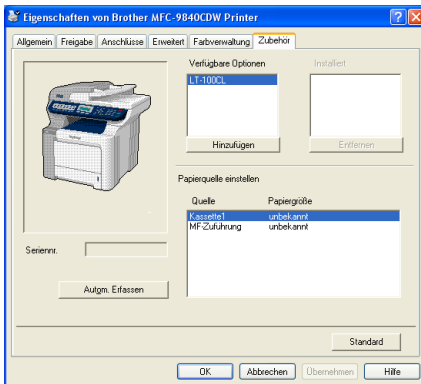 Eigenschaften von Brother MFC-9840CDW Printer
Allgemein Freigabe Anschlüsse Erweitert Farbverwaltung Zubehör
Verfügbare Optionen Installiert
LT-100CL
Hinzufügen Entfernen
Papierquelle einstellen
Quelle Papiergröße
Kassette1 unbekannt
MF-Zuführung unbekannt
Seriennr.
Autom. Erfassen
Standard
OK Abbrechen Übernehmen Hilfe